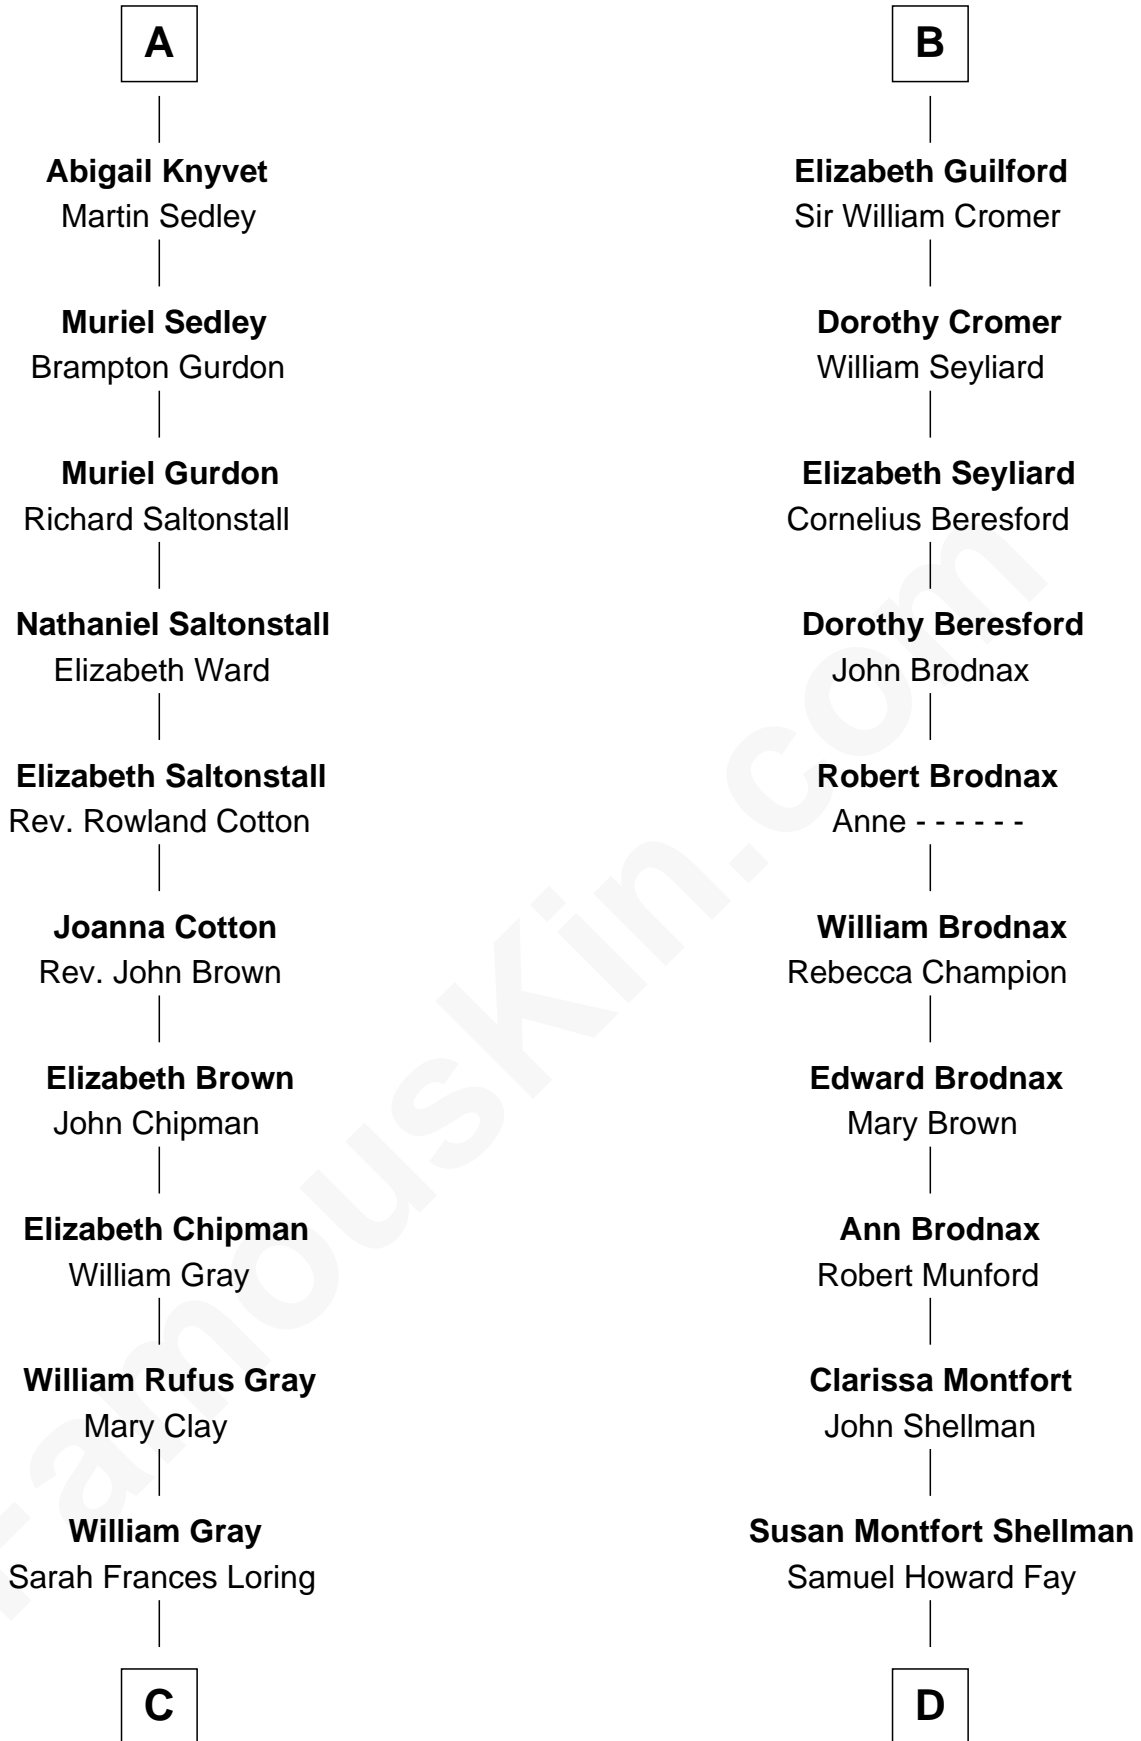 A
Abigail Knyvet
Martin Sedley
Muriel Sedley
Brampton Gurdon
Muriel Gurdon
Richard Saltonstall
Nathaniel Saltonstall
Elizabeth Ward
Elizabeth Saltonstall
Rev. Rowland Cotton
Joanna Cotton
Rev. John Brown
Elizabeth Brown
John Chipman
Elizabeth Chipman
William Gray
William Rufus Gray
Mary Clay
William Gray
Sarah Frances Loring
C
B
Elizabeth Guilford
Sir William Cromer
Dorothy Cromer
William Seyliard
Elizabeth Seyliard
Cornelius Beresford
Dorothy Beresford
John Brodnax
Robert Brodnax
Anne - - - - - -
William Brodnax
Rebecca Champion
Edward Brodnax
Mary Brown
Ann Brodnax
Robert Munford
Clarissa Montfort
John Shellman
Susan Montfort Shellman
Samuel Howard Fay
D
FamousKin.com